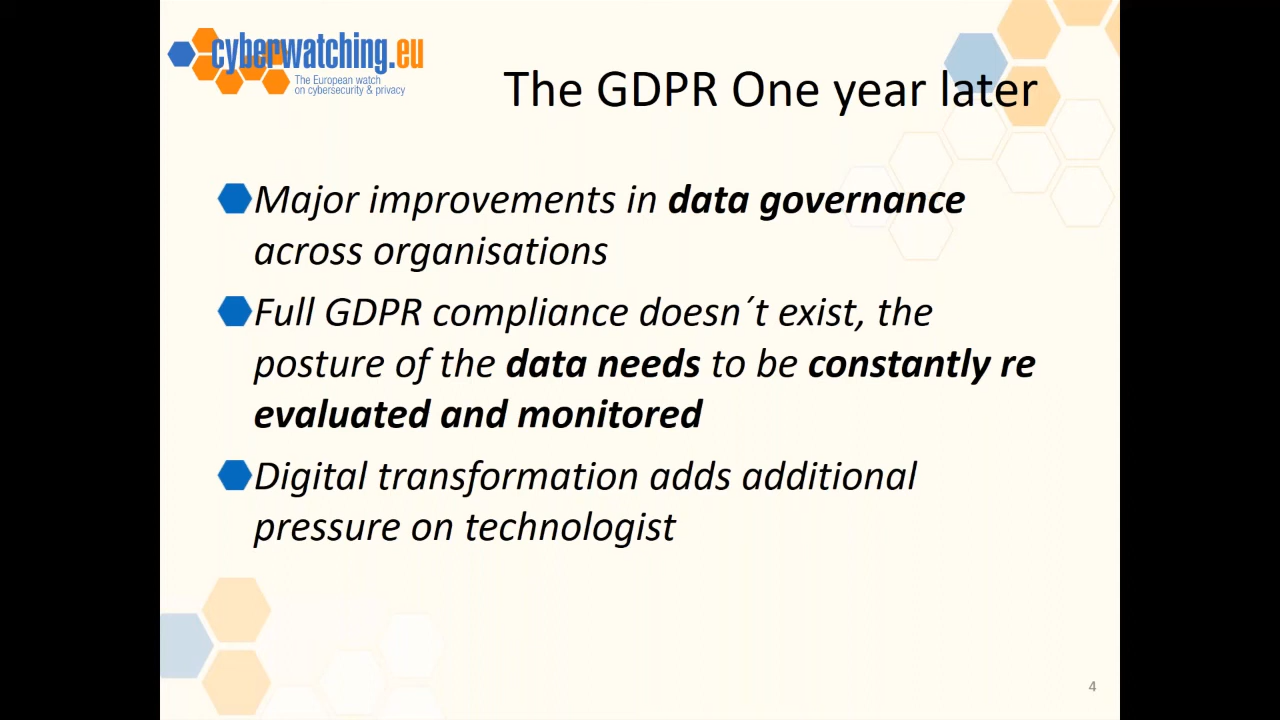 cyberwatching.eu
The European watch
on cybersecurity & privacy
The GDPR One year later
Major improvements in data governance
across organisations
Full GDPR compliance doesn´t exist, the
posture of the data needs to be constantly re
evaluated and monitored
Digital transformation adds additional
pressure on technologist
4